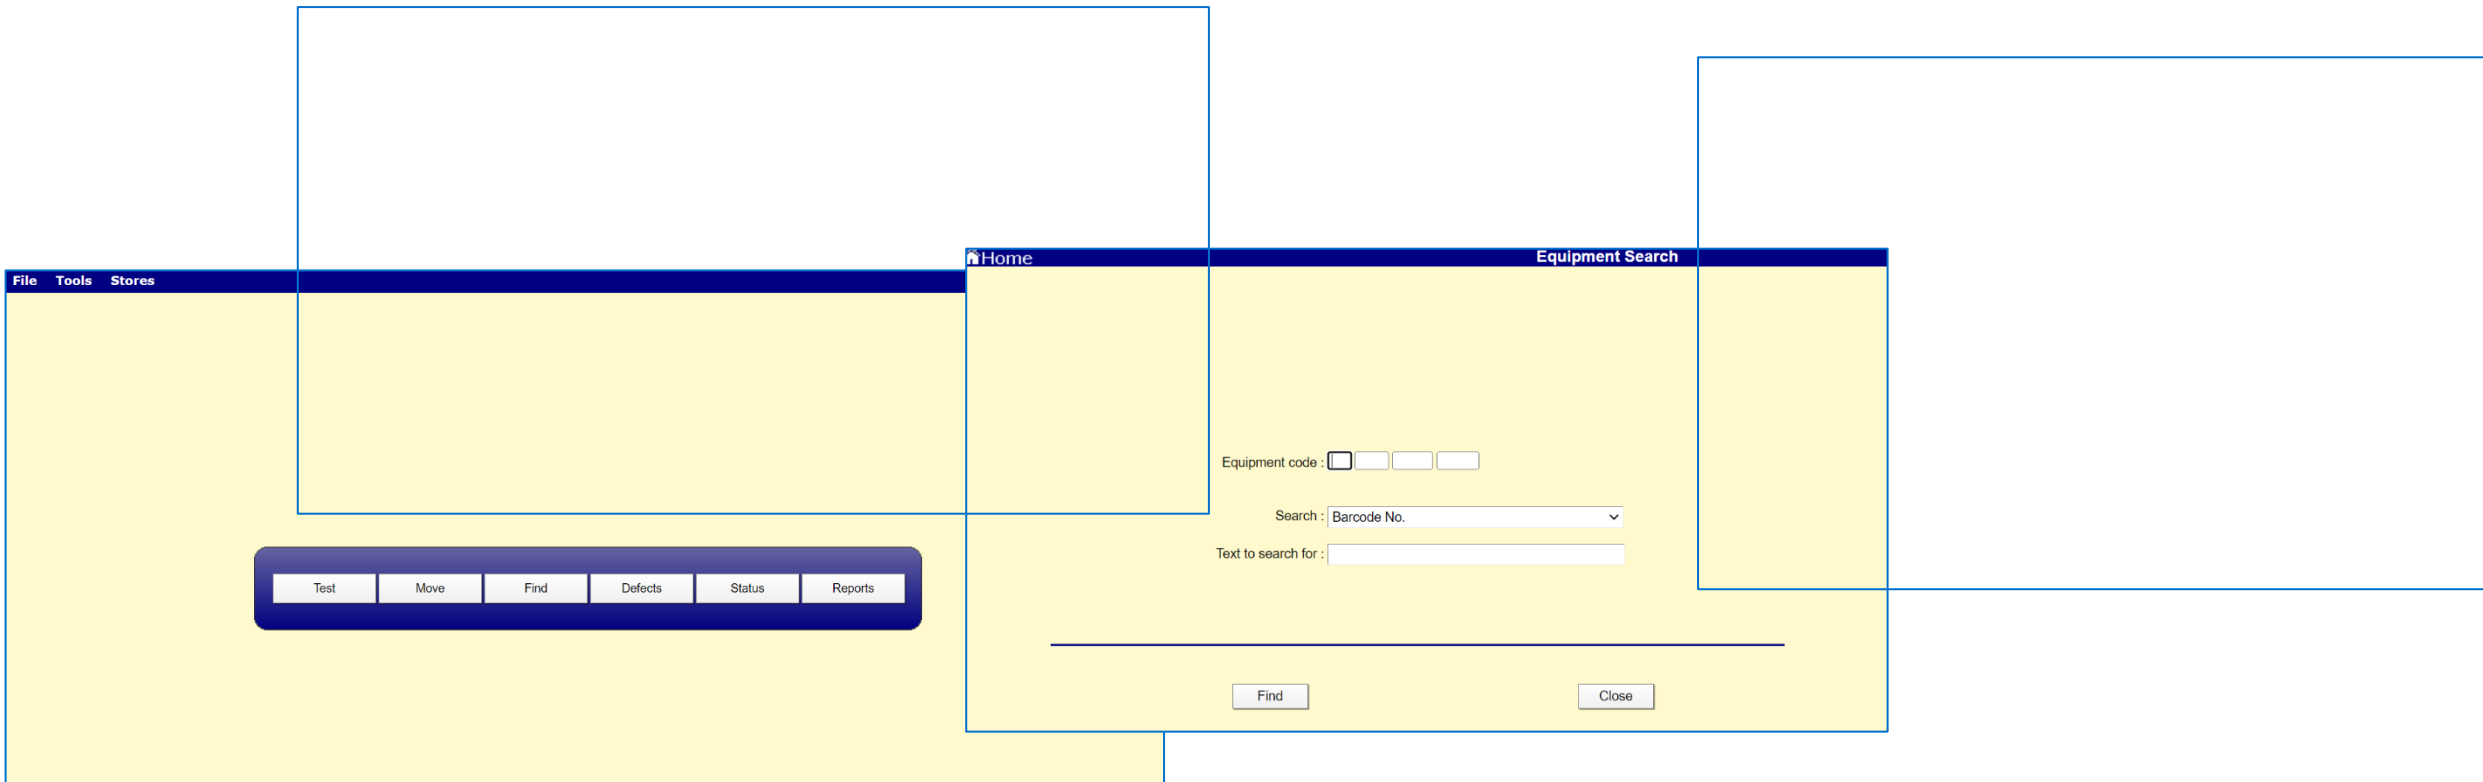 File Tools Stores
Test Move Find Defects Status Reports
Home Equipment Search
Equipment code :
Search : Barcode No.
Text to search for :
Find Close